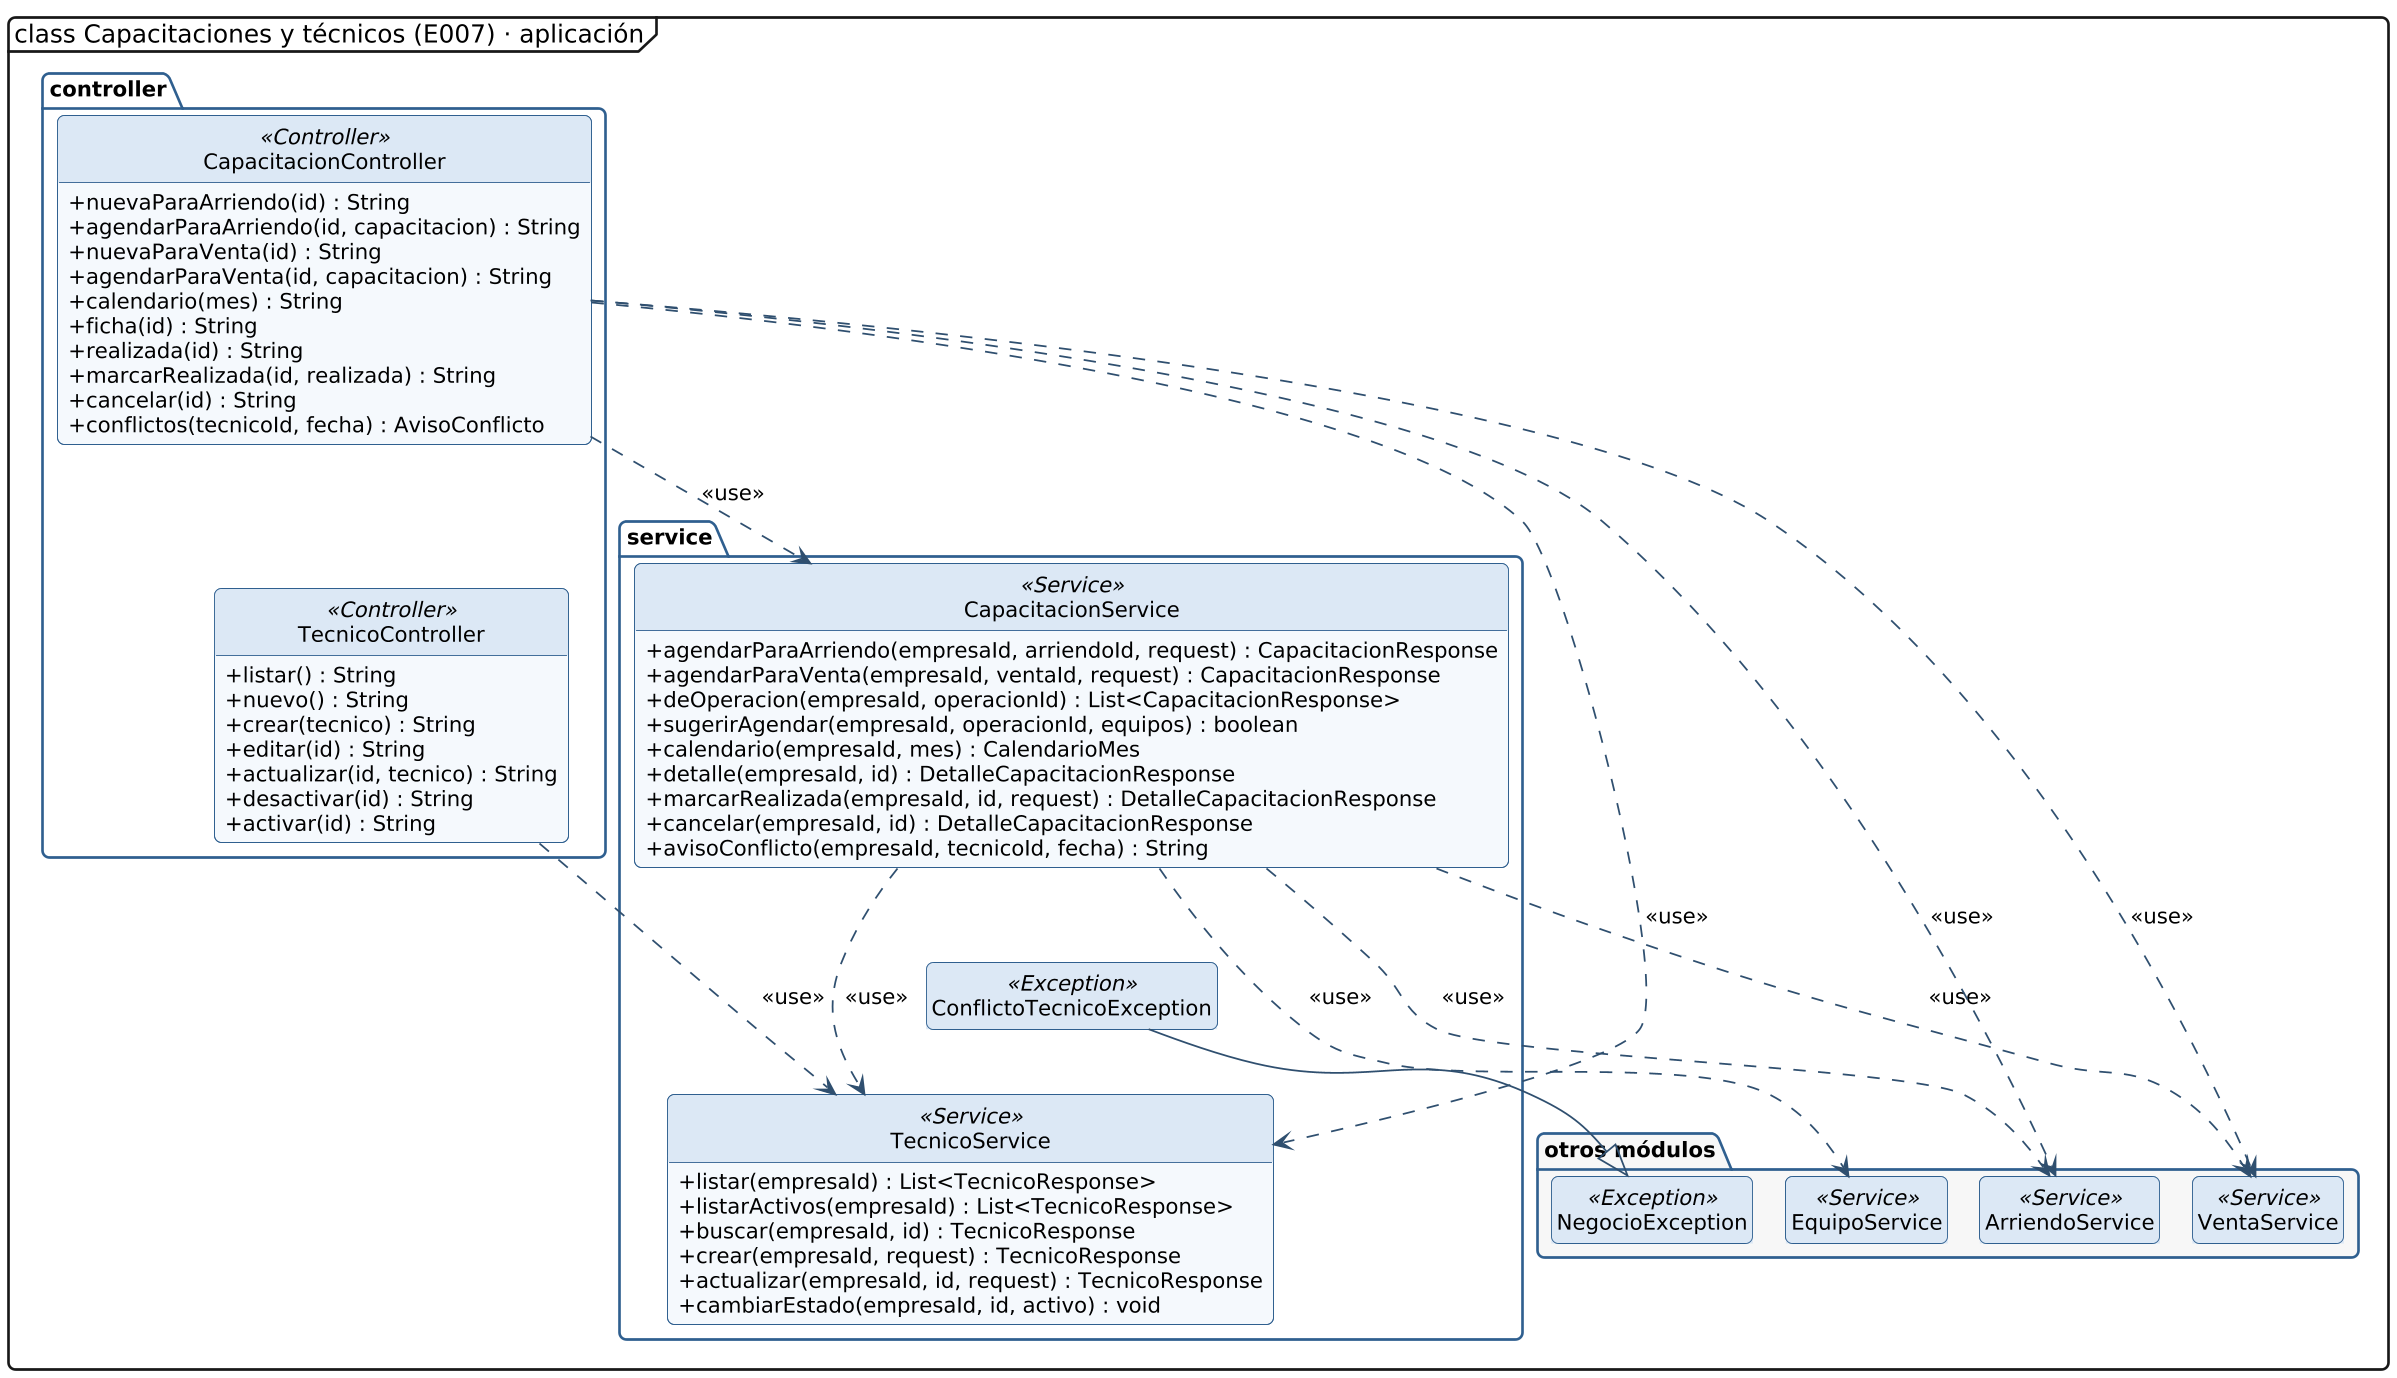 class Capacitaciones y técnicos (E007) · aplicación
controller
«Controller»
CapacitacionController
+nuevaParaArriendo(id) : String
+agendarParaArriendo(id, capacitacion) : String
+nuevaParaVenta(id) : String
+agendarParaVenta(id, capacitacion) : String
+calendario(mes) : String
+ficha(id) : String
+realizada(id) : String
+marcarRealizada(id, realizada) : String
+cancelar(id) : String
+conflictos(tecnicoId, fecha) : AvisoConflicto
«use»
«Controller»
TecnicoController
+listar() : String
+nuevo() : String
+crear(tecnico) : String
+editar(id) : String
+actualizar(id, tecnico) : String
+desactivar(id) : String
+activar(id) : String
service
«Service»
CapacitacionService
+agendarParaArriendo(empresaId, arriendoId, request) : CapacitacionResponse
+agendarParaVenta(empresaId, ventaId, request) : CapacitacionResponse
+deOperacion(empresaId, operacionId) : List<CapacitacionResponse>
+sugerirAgendar(empresaId, operacionId, equipos) : boolean
+calendario(empresaId, mes) : CalendarioMes
+detalle(empresaId, id) : DetalleCapacitacionResponse
+marcarRealizada(empresaId, id, request) : DetalleCapacitacionResponse
+cancelar(empresaId, id) : DetalleCapacitacionResponse
+avisoConflicto(empresaId, tecnicoId, fecha) : String
«use»
«use»
«use»
«use»
«use»
«Exception»
ConflictoTecnicoException
«use»
«use»
«use»
«Service»
TecnicoService
+listar(empresaId) : List<TecnicoResponse>
+listarActivos(empresaId) : List<TecnicoResponse>
+buscar(empresaId, id) : TecnicoResponse
+crear(empresaId, request) : TecnicoResponse
+actualizar(empresaId, id, request) : TecnicoResponse
+cambiarEstado(empresaId, id, activo) : void
otros módulos
«Exception»
NegocioException
«Service»
EquipoService
«Service»
ArriendoService
«Service»
VentaService